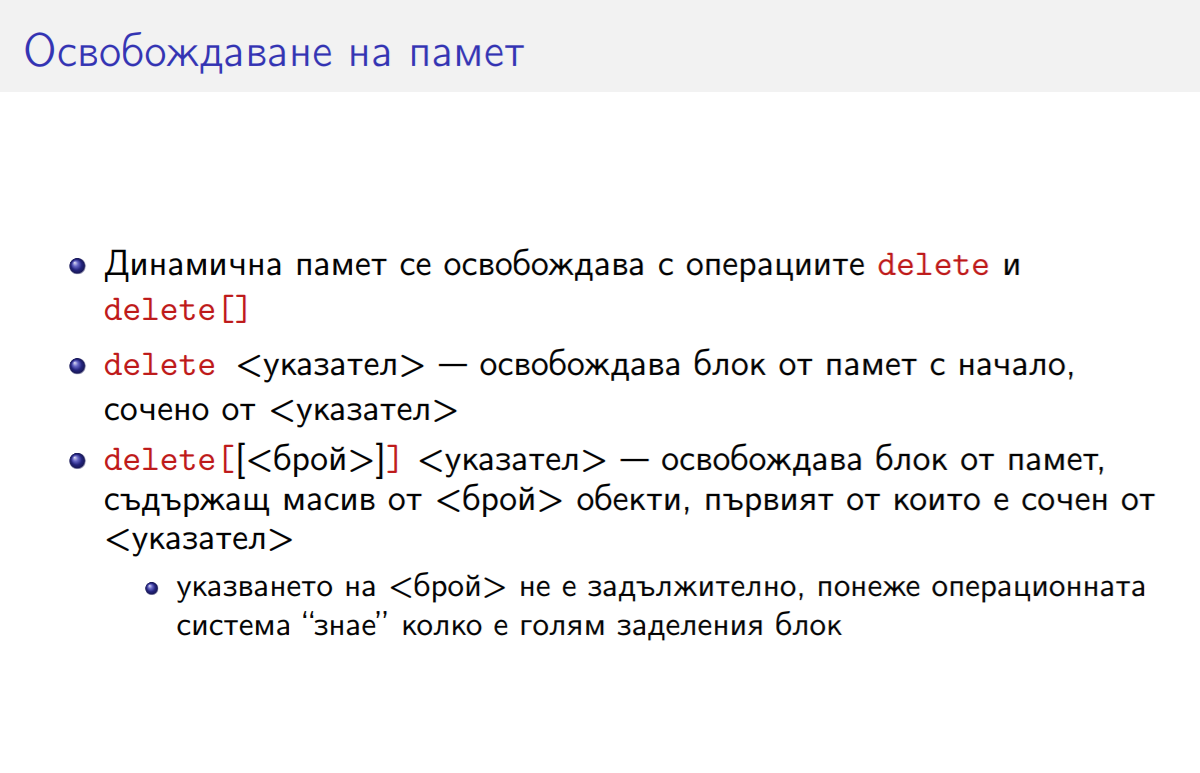 Освобождаване на памет
Динамична памет се освобождава с операциите delete и
delete[]
delete <указател> — освобождава блок от памет с начало,
сочено от <указател>
delete[[<брой>]] <указател> — освобождава блок от памет,
съдържащ масив от <брой> обекти, първият от които е сочен от
<указател>
указването на <брой> не е задължително, понеже операционната
система “знае” колко е голям заделения блок